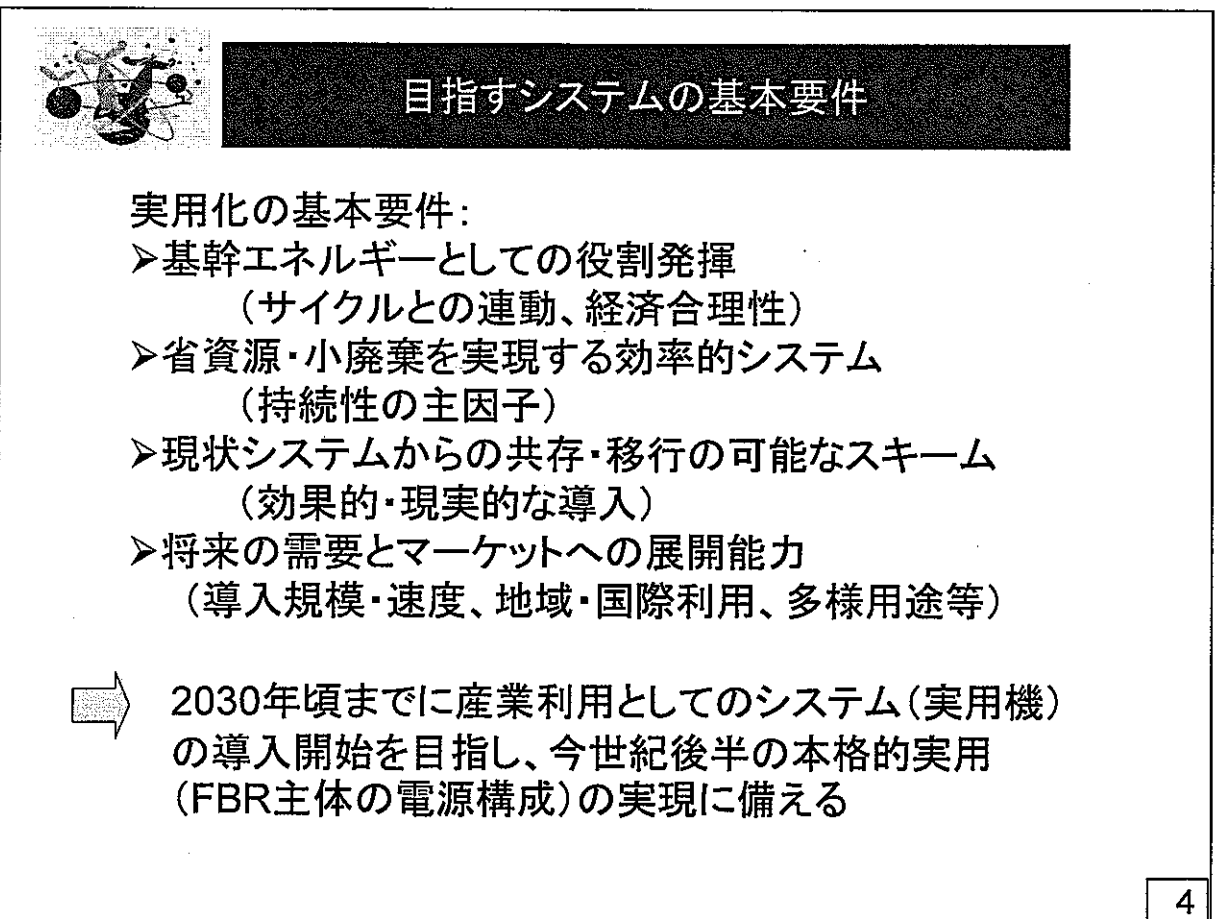 目指すシステムの基本要件
実用化の基本要件:
➢基幹エネルギーとしての役割発揮
(サイクルとの連動、経済合理性)
➢省資源・小廃棄を実現する効率的システム
(持続性の主因子)
➢現状システムからの共存・移行の可能なスキーム
(効果的・現実的な導入)
➢将来の需要とマーケットへの展開能力
(導入規模・速度、地域・国際利用、多様用途等)
2030年頃までに産業利用としてのシステム(実用機)
の導入開始を目指し、今世紀後半の本格的実用
(FBR主体の電源構成)の実現に備える
4